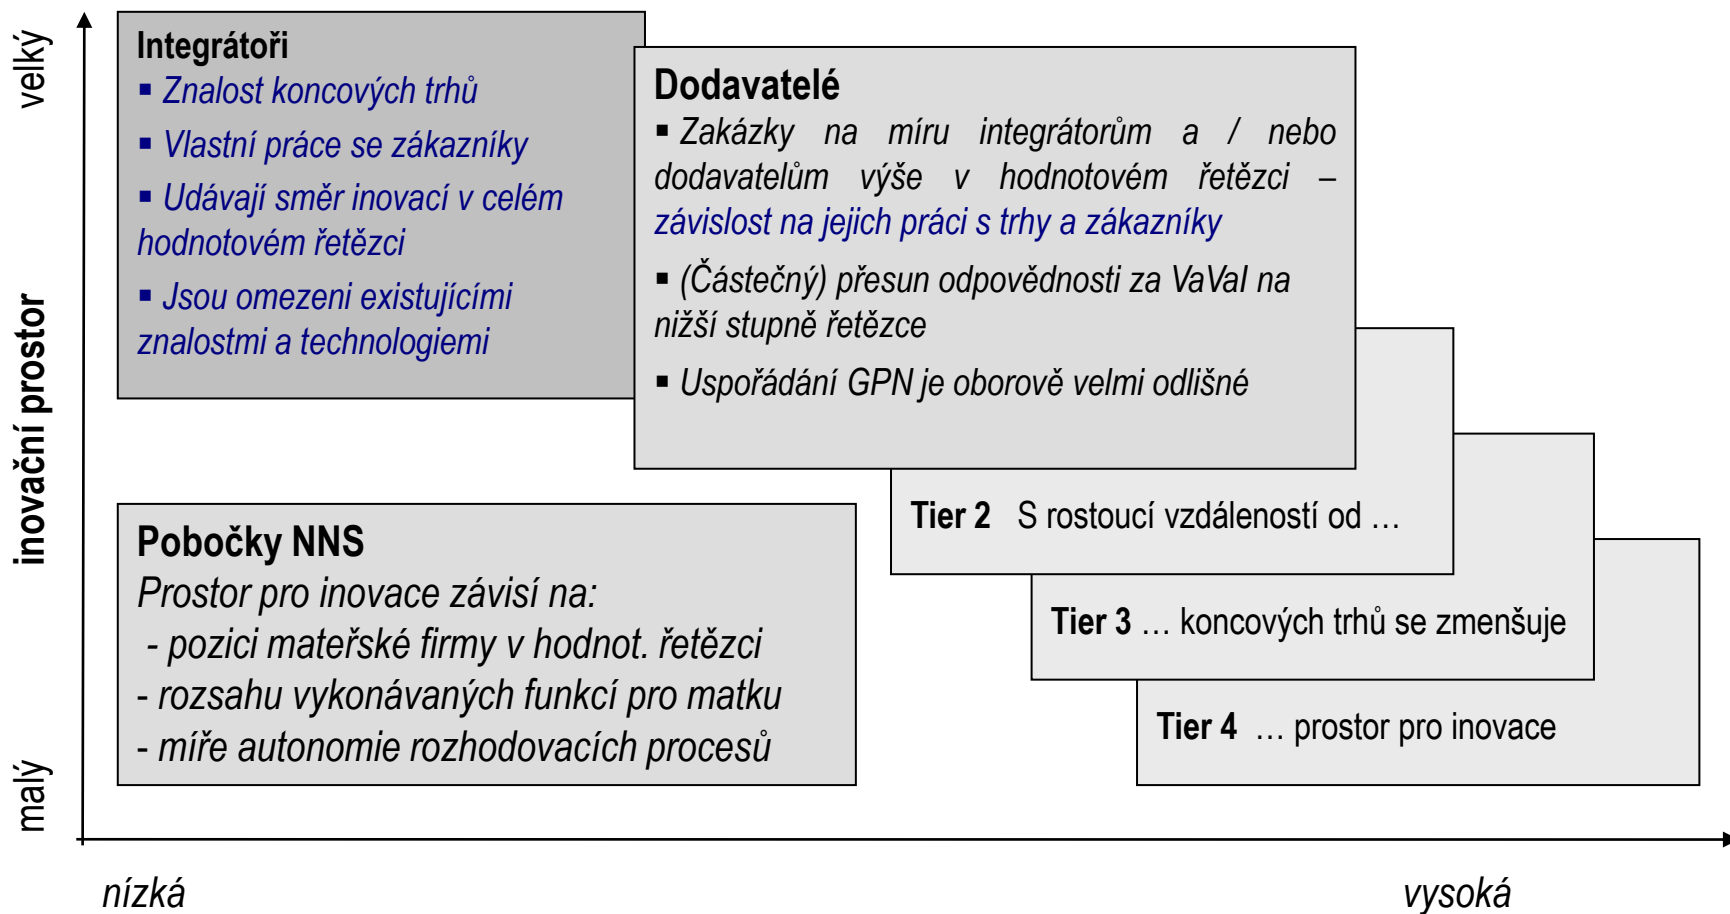 velký
inovační prostor
malý
Integrátoři
▪ Znalost koncových trhů
▪ Vlastní práce se zákazníky
▪ Udávají směr inovací v celém
hodnotovém řetězci
▪ Jsou omezeni existujícími
znalostmi a technologiemi
Dodavatelé
▪ Zakázky na míru integrátorům a / nebo
dodavatelům výše v hodnotovém řetězci –
závislost na jejich práci s trhy a zákazníky
▪ (Částečný) přesun odpovědnosti za VaVaI na
nižší stupně řetězce
▪ Uspořádání GPN je oborově velmi odlišné
Tier 2 S rostoucí vzdáleností od …
Tier 3 … koncových trhů se zmenšuje
Tier 4 … prostor pro inovace
Pobočky NNS
Prostor pro inovace závisí na:
- pozici mateřské firmy v hodnot. řetězci
- rozsahu vykonávaných funkcí pro matku
- míře autonomie rozhodovacích procesů
nízká
vysoká